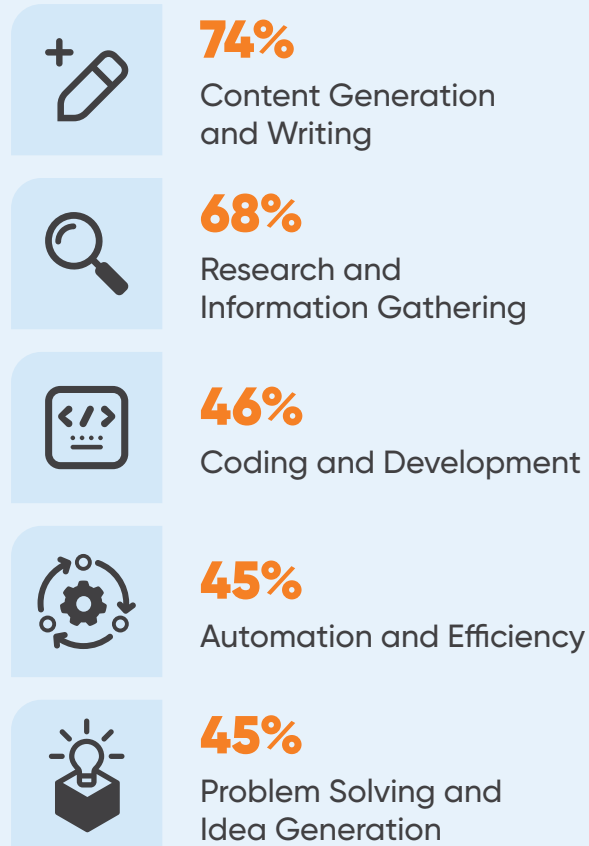 74%
Content Generation
and Writing
68%
Research and
Information Gathering
46%
Coding and Development
45%
Automation and Efficiency
45%
Problem Solving and
Idea Generation